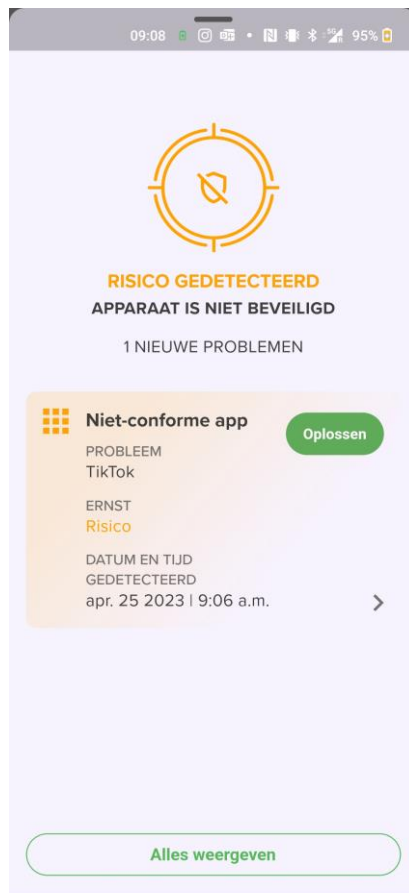 09:08 5G 95%
RISICO GEDETECTEERD
APPARAAT IS NIET BEVEILIGD
1 NIEUWE PROBLEMEN
Niet-conforme app
Oplossen
PROBLEEM
TikTok
ERNST
Risico
DATUM EN TIJD
GEDETECTEERD
apr. 25 2023 | 9:06 a.m.
Alles weergeven